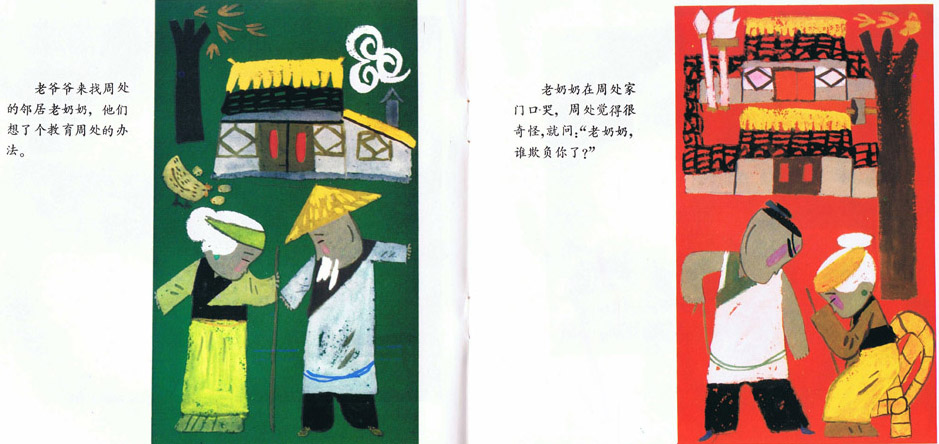 老爷爷来找周处
的邻居老奶奶，他们
想了个教育周处的办
法。
老奶奶在周处家
门口哭，周处觉得很
奇怪，就问：“老奶奶，
谁欺负你了？”